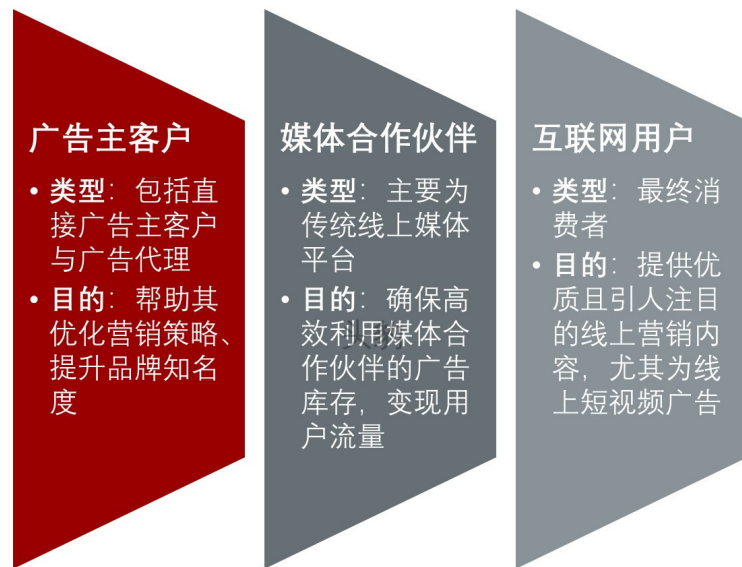 广告主客户
• 类型：包括直
接广告主客户
与广告代理
• 目的：帮助其
优化营销策略、
提升品牌知名
度
媒体合作伙伴
• 类型：主要为
传统线上媒体
平台
• 目的：确保高
效利用媒体合
作伙伴的广告
库存，变现用
户流量
互联网用户
• 类型：最终消
费者
• 目的：提供优
质且引人注目
的线上营销内
容，尤其为线
上短视频广告